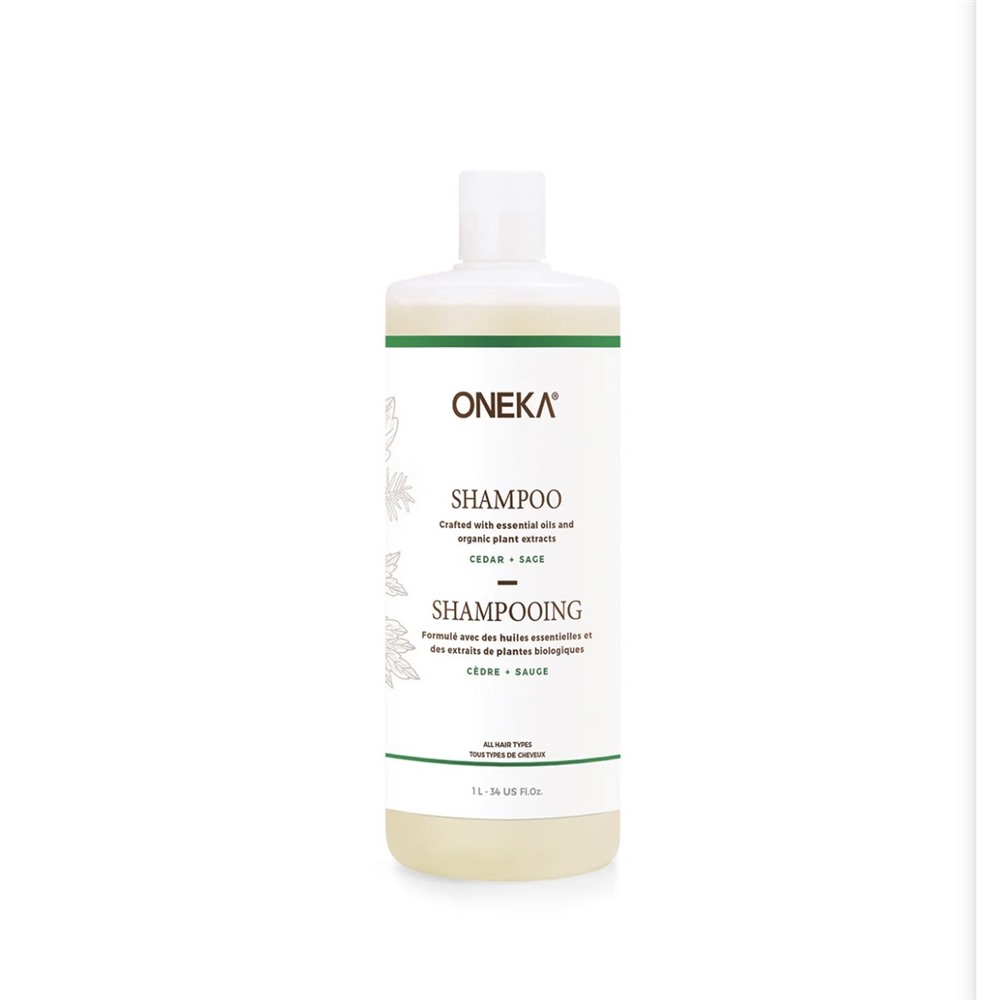 ONEKA®
SHAMPOO
Crafted with essential oils and
organic plant extracts
CEDAR + SAGE
SHAMPOOING
Formulé avec des huiles essentielles et
des extraits de plantes biologiques
CÈDRE + SAUGE
ALL HAIR TYPES
TOUS TYPES DE CHEVEUX
1 L - 34 US Fl.Oz.